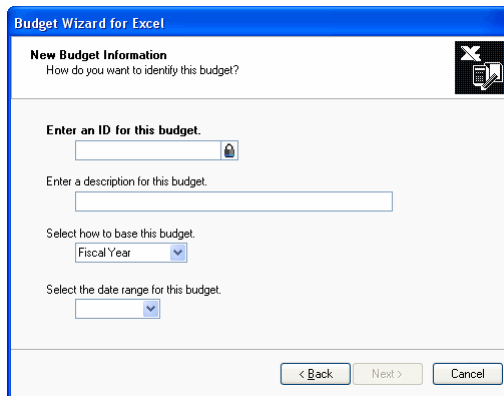 Budget Wizard for Excel
New Budget Information
How do you want to identify this budget?
Enter an ID for this budget.
Enter a description for this budget.
Select how to base this budget.
Fiscal Year
Select the date range for this budget.
< Back Next > Cancel